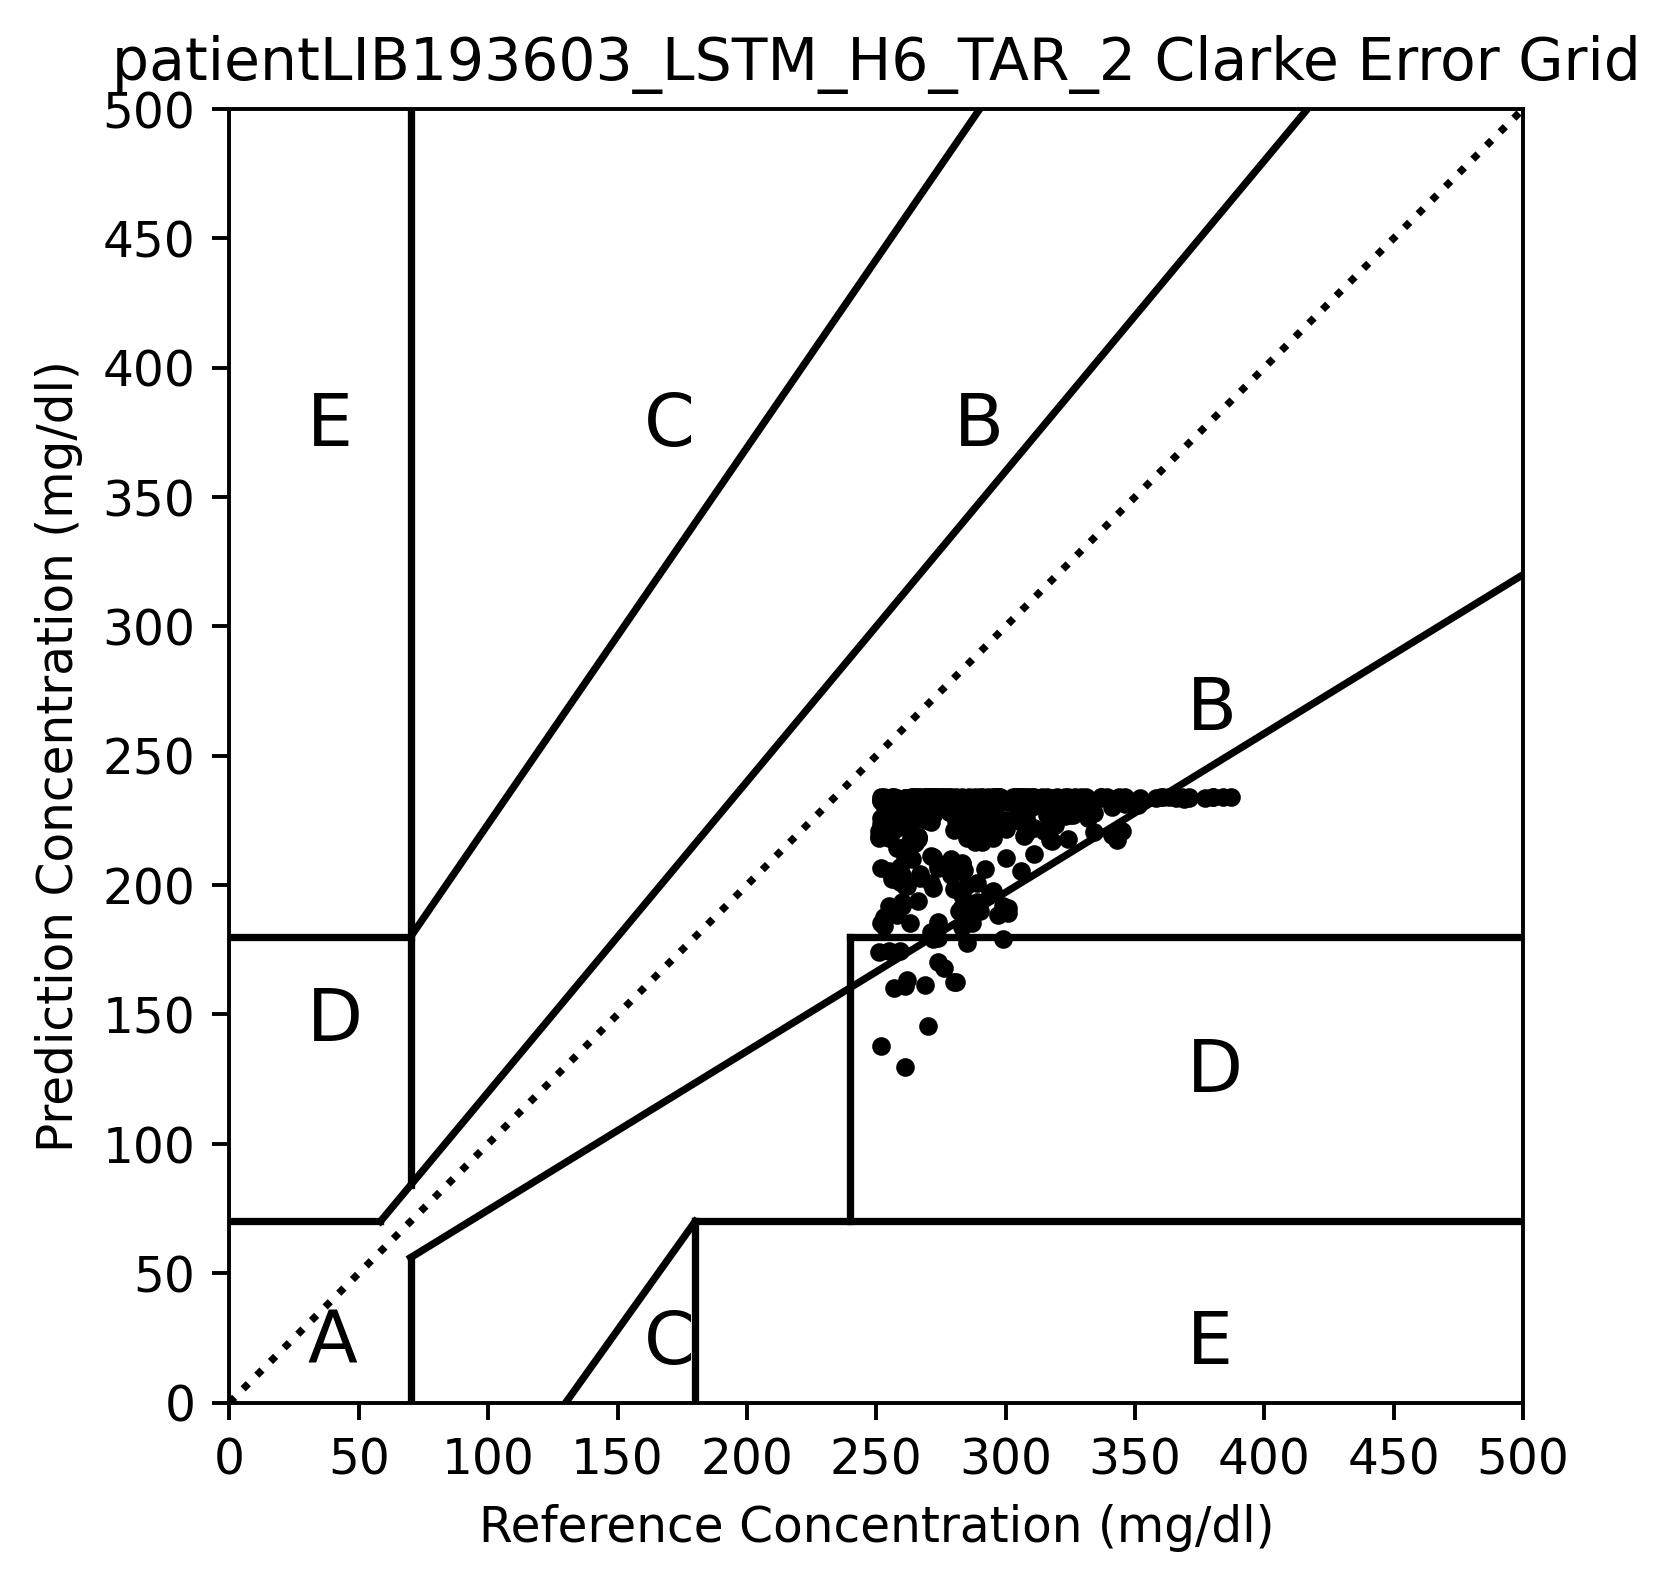 patientLIB193603_LSTM_H6_TAR_2 Clarke Error Grid
500
450
400
350
300
250
200
150
100
50
0
Prediction Concentration (mg/dl)
E
C
B
B
D
D
A
C
E
0 50 100 150 200 250 300 350 400 450 500
Reference Concentration (mg/dl)